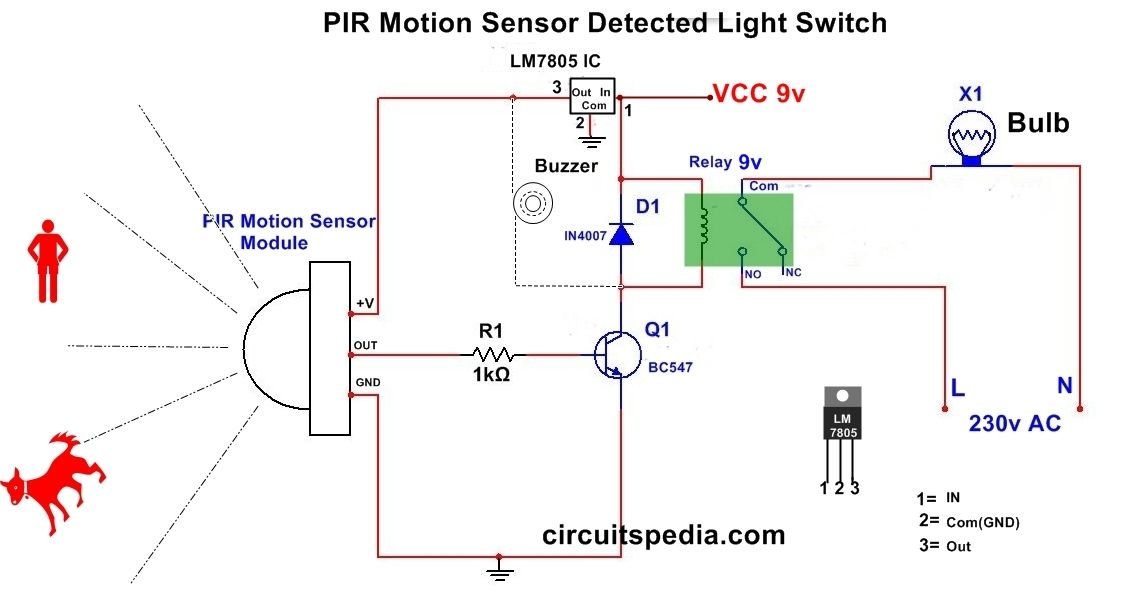 PIR Motion Sensor Detected Light Switch
LM7805 IC
3
Out In
Com
1
2
VCC 9v
X1
Bulb
Buzzer
Relay 9v
Com
D1
IN4007
NO
NC
PIR Motion Sensor
Module
+V
OUT
GND
R1
1kΩ
Q1
BC547
L
N
230v AC
LM
7805
1 2 3
1= IN
2= Com(GND)
3= Out
circuitspedia.com